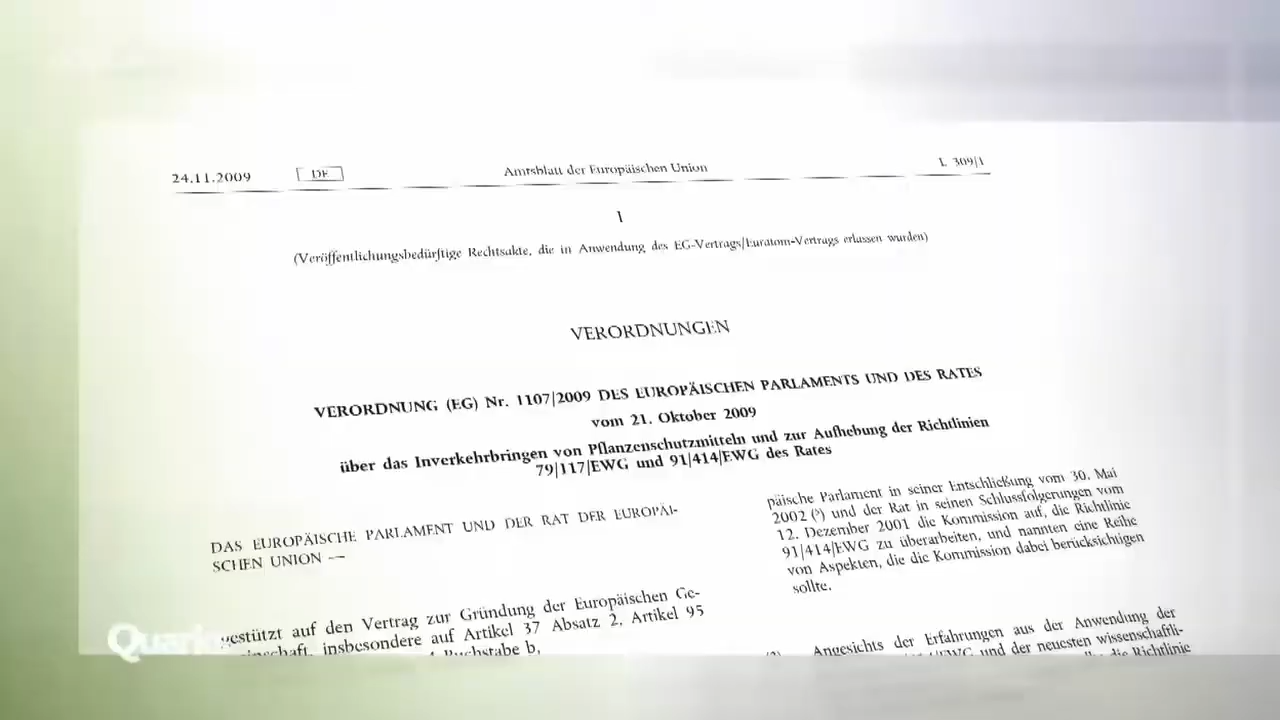 24.11.2009 DE Amtsblatt der Europäischen Union L 309/1
I
(Veröffentlichungsbedürftige Rechtsakte, die in Anwendung des EG-Vertrags/Euratom-Vertrags erlassen wurden)
VERORDNUNGEN
VERORDNUNG (EG) Nr. 1107/2009 DES EUROPÄISCHEN PARLAMENTS UND DES RATES
vom 21. Oktober 2009
über das Inverkehrbringen von Pflanzenschutzmitteln und zur Aufhebung der Richtlinien
79/117/EWG und 91/414/EWG des Rates
DAS EUROPÄISCHE PARLAMENT UND DER RAT DER EUROPÄI-
SCHEN UNION —
gestützt auf den Vertrag zur Gründung der Europäischen Ge-
insbesondere auf Artikel 37 Absatz 2, Artikel 95
Buchstabe b,
päische Parlament in seiner Entschließung vom 30. Mai
2002 (³) und der Rat in seinen Schlussfolgerungen vom
12. Dezember 2001 die Kommission auf, die Richtlinie
91/414/EWG zu überarbeiten, und nannten eine Reihe
von Aspekten, die die Kommission dabei berücksichtigen
sollte.
(2) Angesichts der Erfahrungen aus der Anwendung der
und der neuesten wissenschaftli-
die Richtlinie